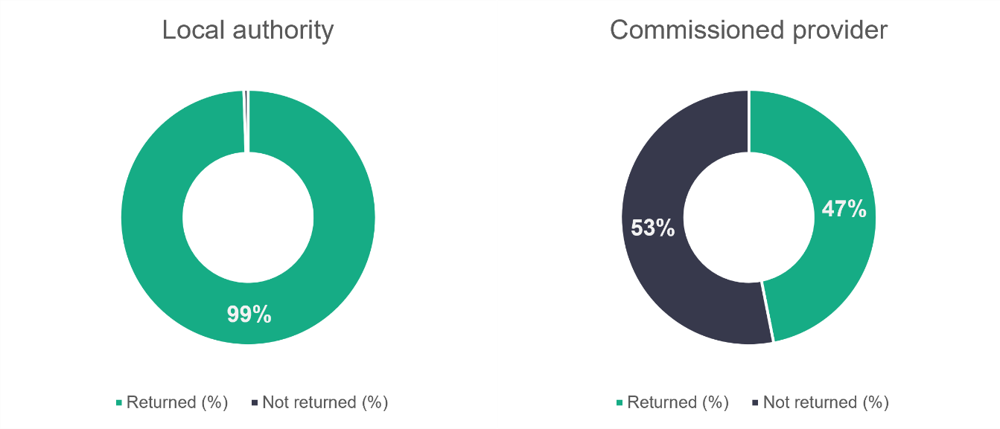 Local authority
99%
Returned (%) Not returned (%)
Commissioned provider
47%
53%
Returned (%) Not returned (%)